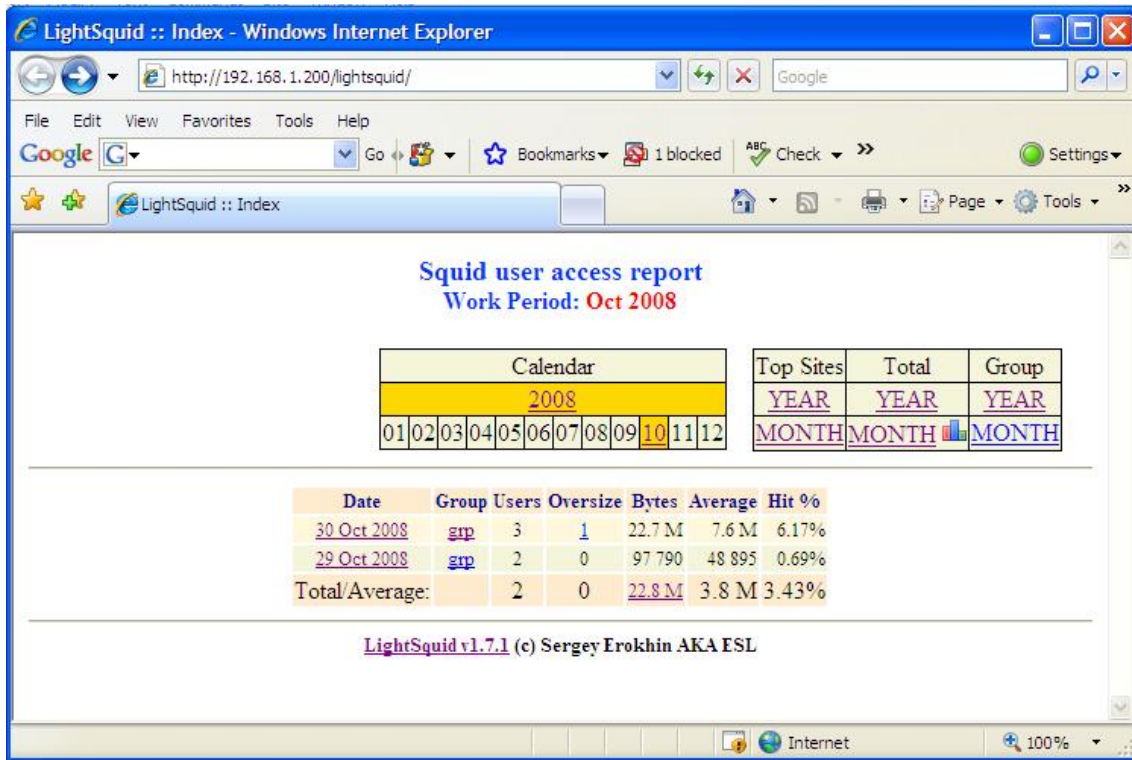 LightSquid :: Index - Windows Internet Explorer
http://192.168.1.200/lightsquid/ Google
File Edit View Favorites Tools Help
Google G Go Bookmarks 1 blocked ABC Check » Settings
LightSquid :: Index Page Tools »
Squid user access report
Work Period: Oct 2008
Calendar
2008
01 02 03 04 05 06 07 08 09 10 11 12
Top Sites Total Group
YEAR YEAR YEAR
MONTH MONTH MONTH
Date Group Users Oversize Bytes Average Hit %
30 Oct 2008 grp 3 1 22.7 M 7.6 M 6.17%
29 Oct 2008 grp 2 0 97 790 48 895 0.69%
Total/Average: 2 0 22.8 M 3.8 M 3.43%
LightSquid v1.7.1 (c) Sergey Erokhin AKA ESL
Internet 100%